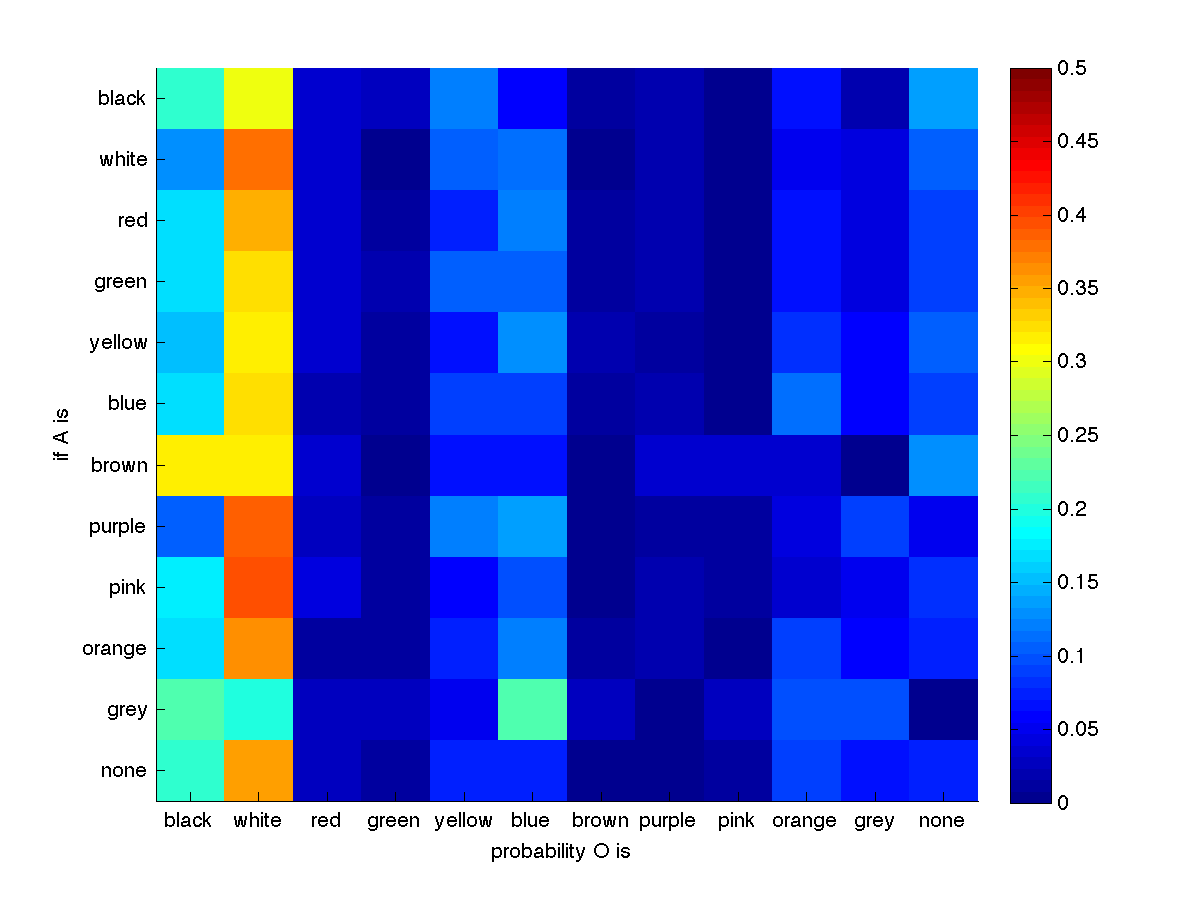 0.5
black
0.45
white
0.4
red
0.35
green
0.3
yellow
0.25
blue
if A is
0.2
brown
0.15
purple
pink
0.1
orange
0.05
grey
none
0
black white red green yellow blue brown purple pink orange grey none
probability O is